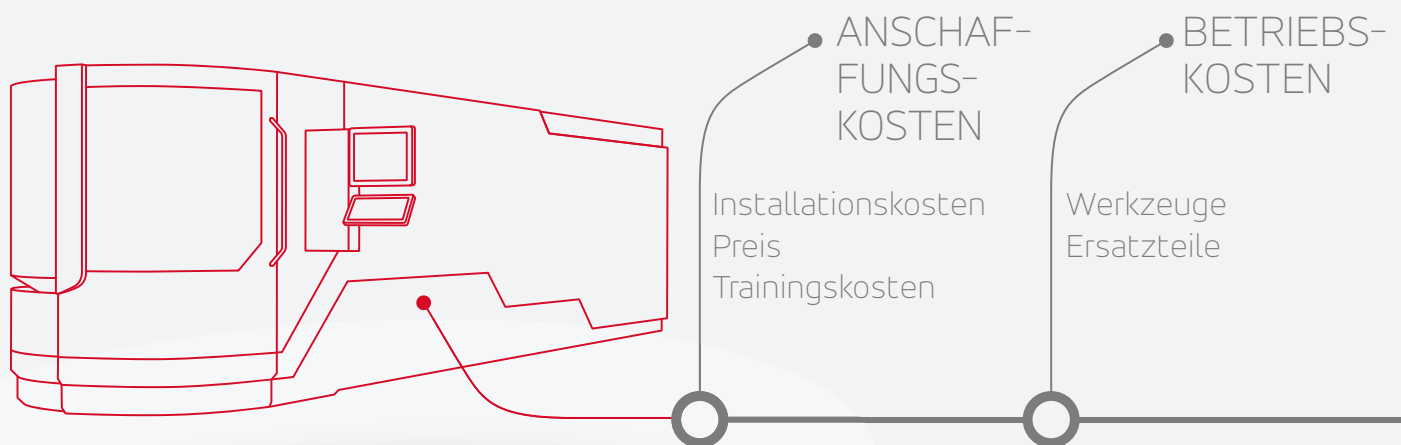 ANSCHAF-
FUNGS-
KOSTEN
Installationskosten
Preis
Trainingskosten
BETRIEBS-
KOSTEN
Werkzeuge
Ersatzteile